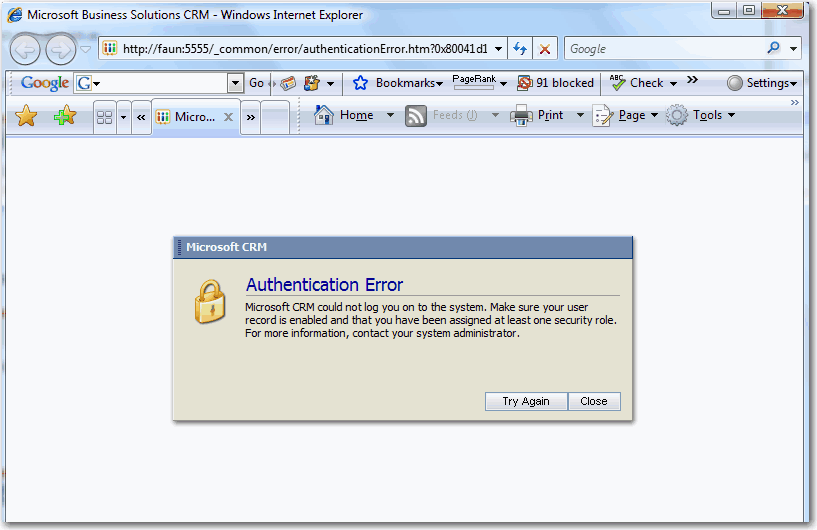 Microsoft Business Solutions CRM - Windows Internet Explorer
http://faun:5555/_common/error/authenticationError.htm?0x80041d1
Google
Google G Go Bookmarks PageRank 91 blocked ABC Check » Settings
« Micro... » Home Feeds (J) Print Page Tools »
Microsoft CRM
Authentication Error
Microsoft CRM could not log you on to the system. Make sure your user
record is enabled and that you have been assigned at least one security role.
For more information, contact your system administrator.
Try Again Close